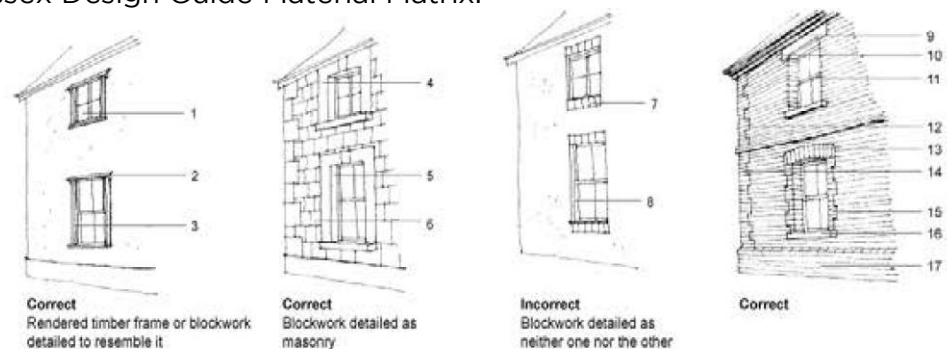 Design Guide Material Matrix.
1
2
3
4
5
6
7
8
9
10
11
12
13
14
15
16
17
Correct
Rendered timber frame or blockwork
detailed to resemble it
Correct
Blockwork detailed as
masonry
Incorrect
Blockwork detailed as
neither one nor the other
Correct